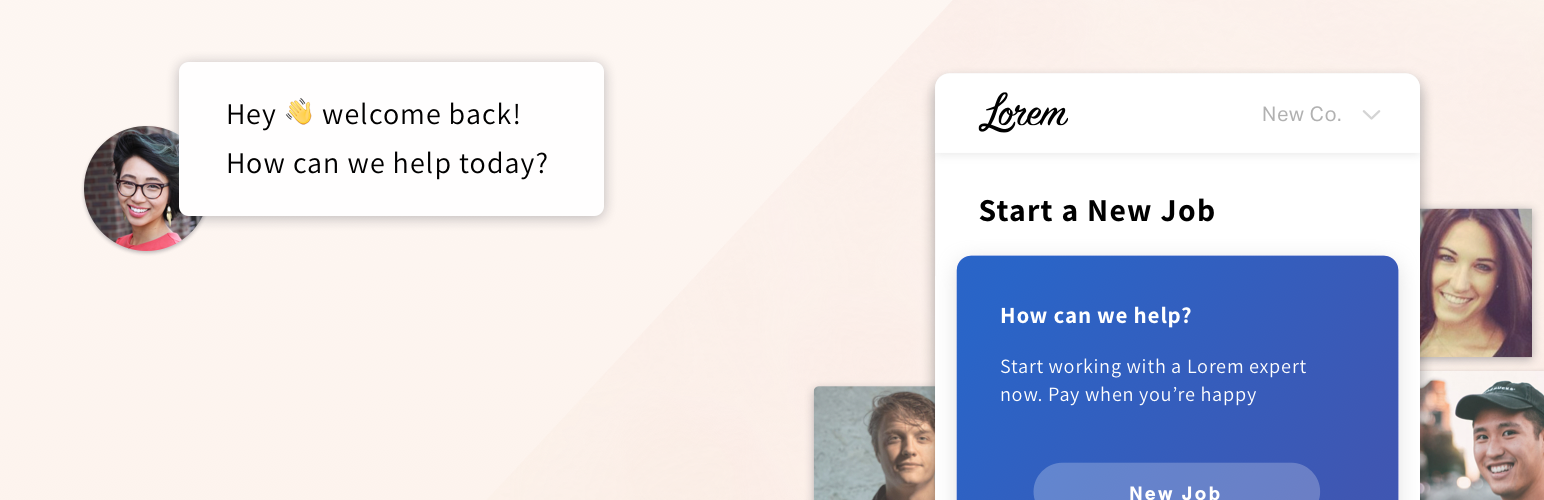 Hey 👋 welcome back!
How can we help today?
Lorem
New Co.
Start a New Job
How can we help?
Start working with a Lorem expert
now. Pay when you’re happy
New Job